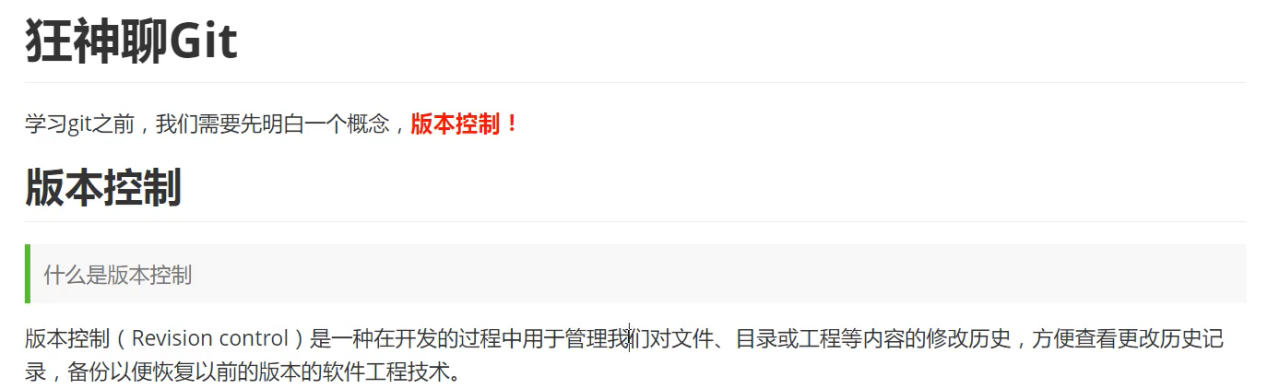 狂神聊Git
学习git之前，我们需要先明白一个概念，版本控制！
版本控制
什么是版本控制
版本控制（Revision control）是一种在开发的过程中用于管理我们对文件、目录或工程等内容的修改历史，方便查看更改历史记
录，备份以便恢复以前的版本的软件工程技术。